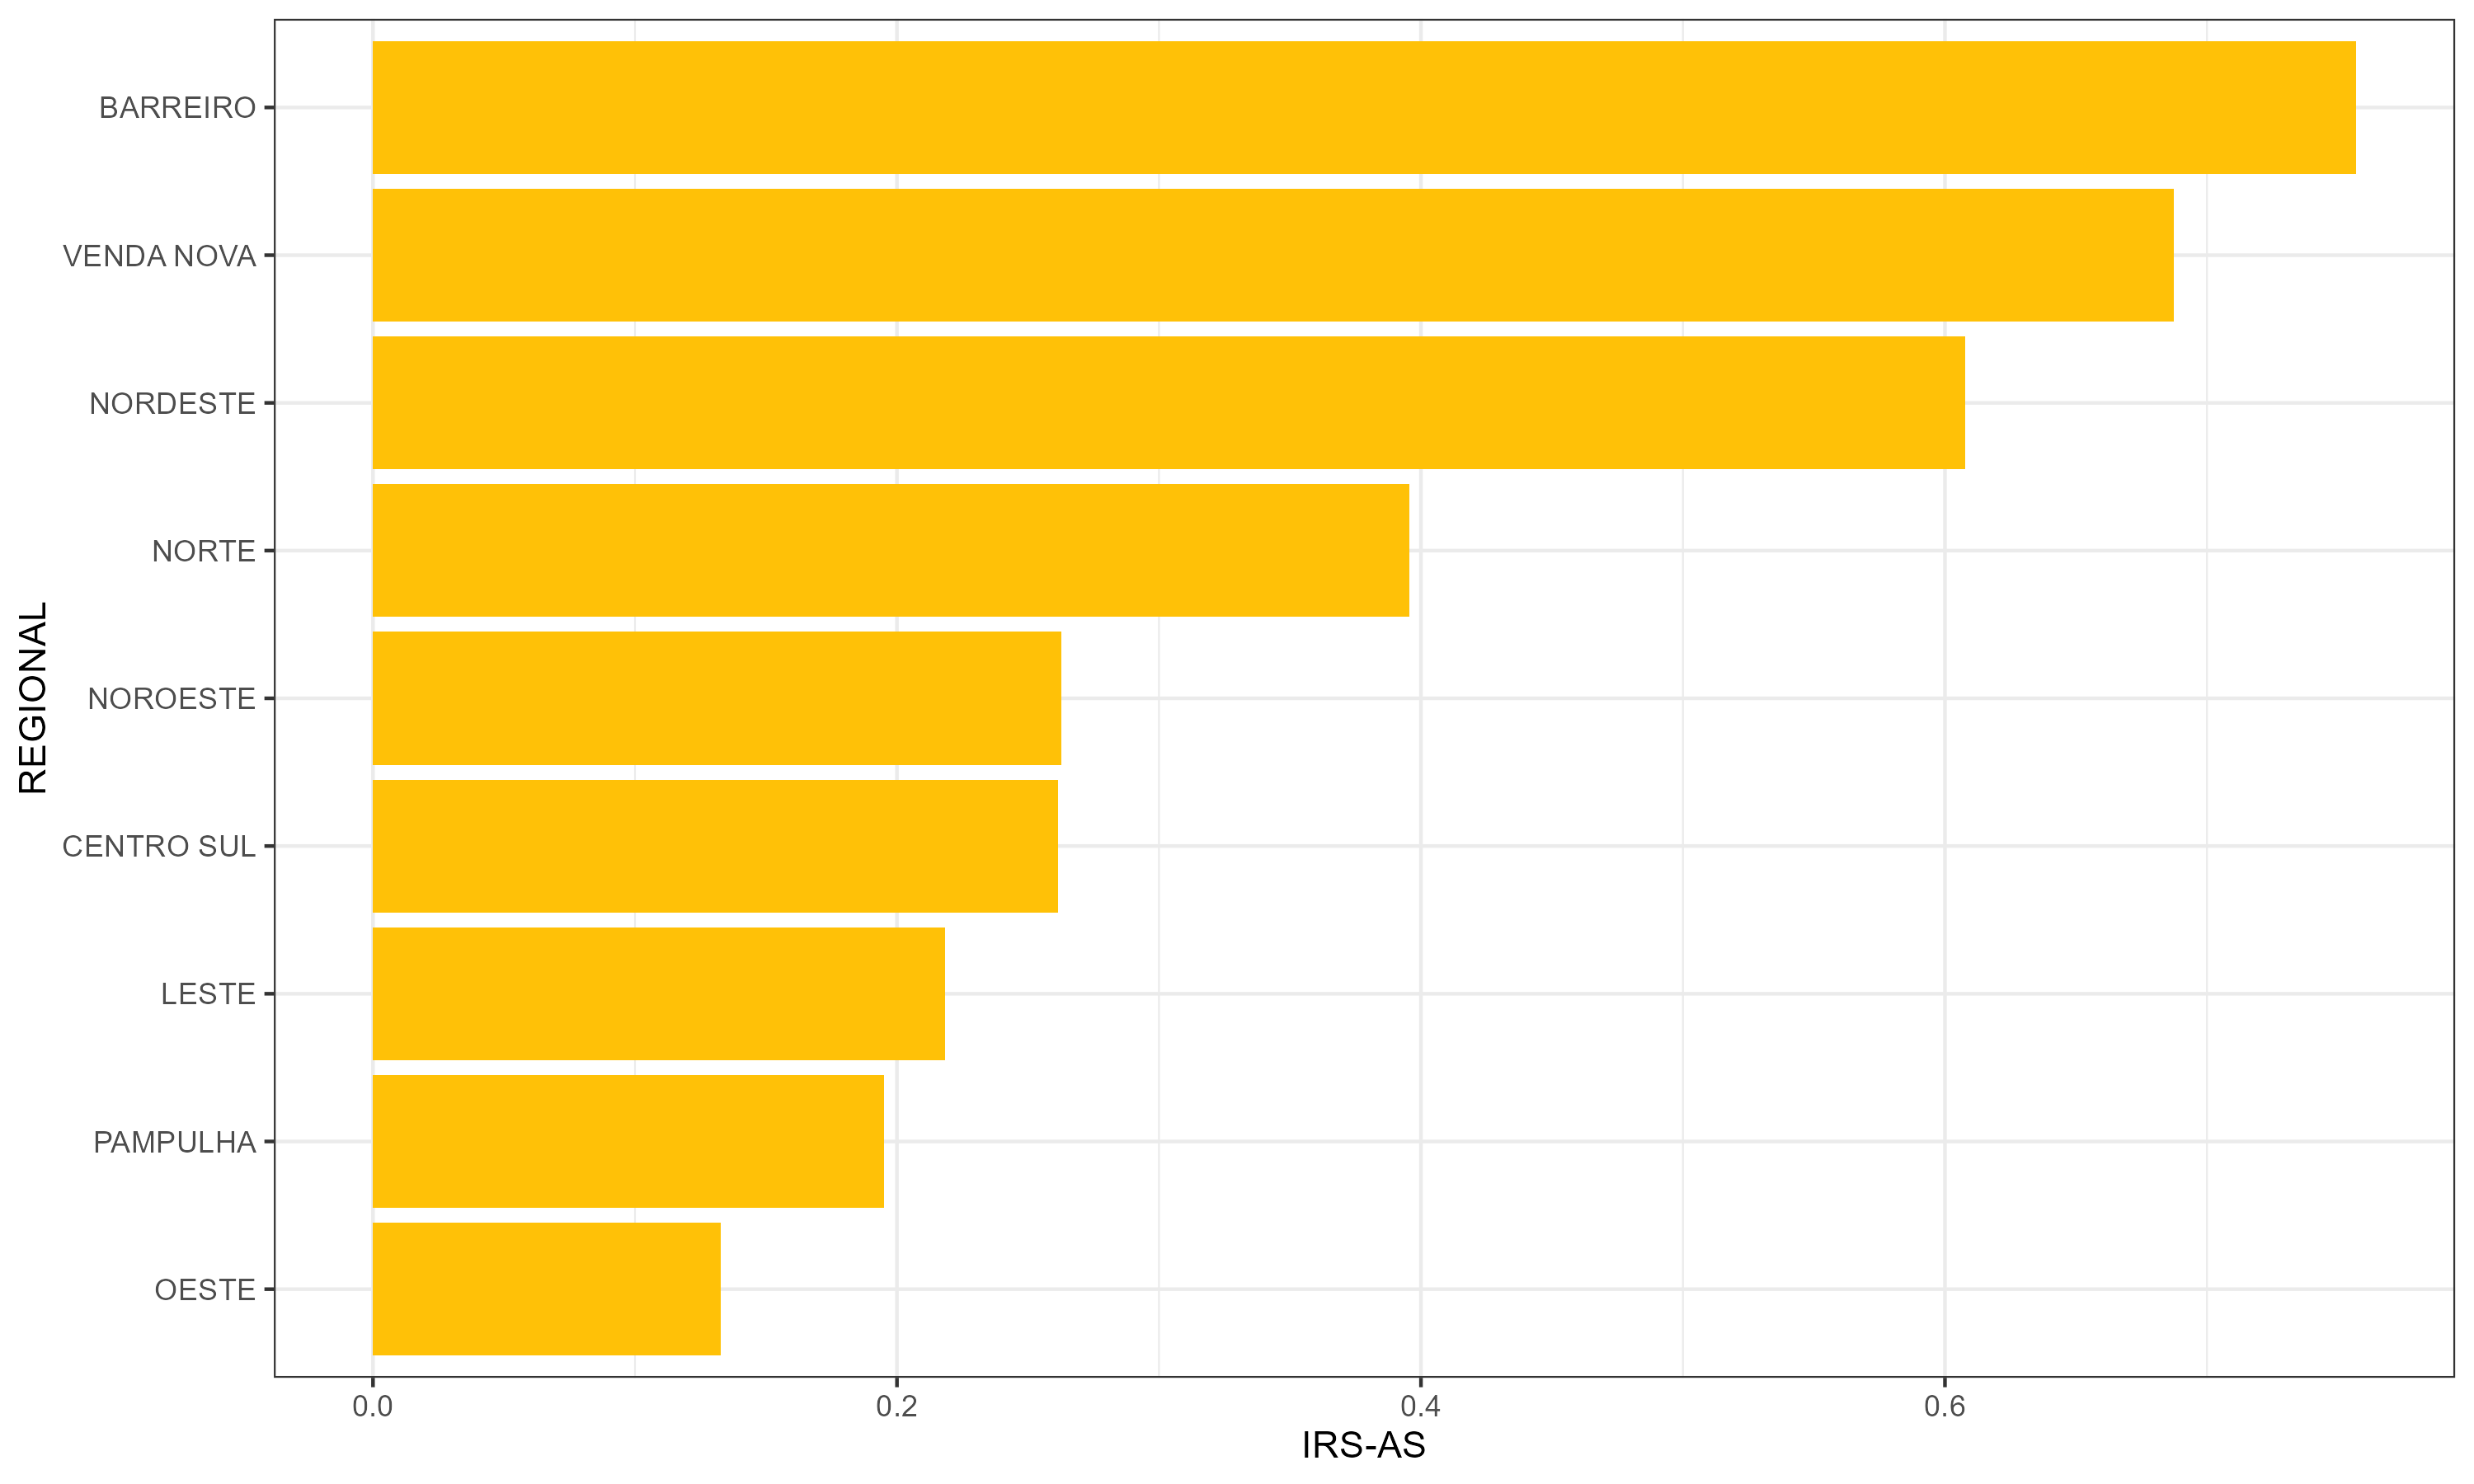 REGIONAL
BARREIRO
VENDA NOVA
NORDESTE
NORTE
NOROESTE
CENTRO SUL
LESTE
PAMPULHA
OESTE
0.0 0.2 0.4 0.6
IRS-AS